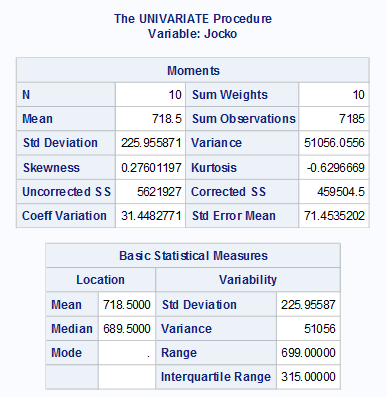 The UNIVARIATE Procedure
Variable: Jocko
Moments
N 10 Sum Weights 10
Mean 718.5 Sum Observations 7185
Std Deviation 225.955871 Variance 51056.0556
Skewness 0.27601197 Kurtosis -0.6296669
Uncorrected SS 5621927 Corrected SS 459504.5
Coeff Variation 31.4482771 Std Error Mean 71.4535202
Basic Statistical Measures
Location Variability
Mean 718.5000 Std Deviation 225.95587
Median 689.5000 Variance 51056
Mode . Range 699.00000
Interquartile Range 315.00000